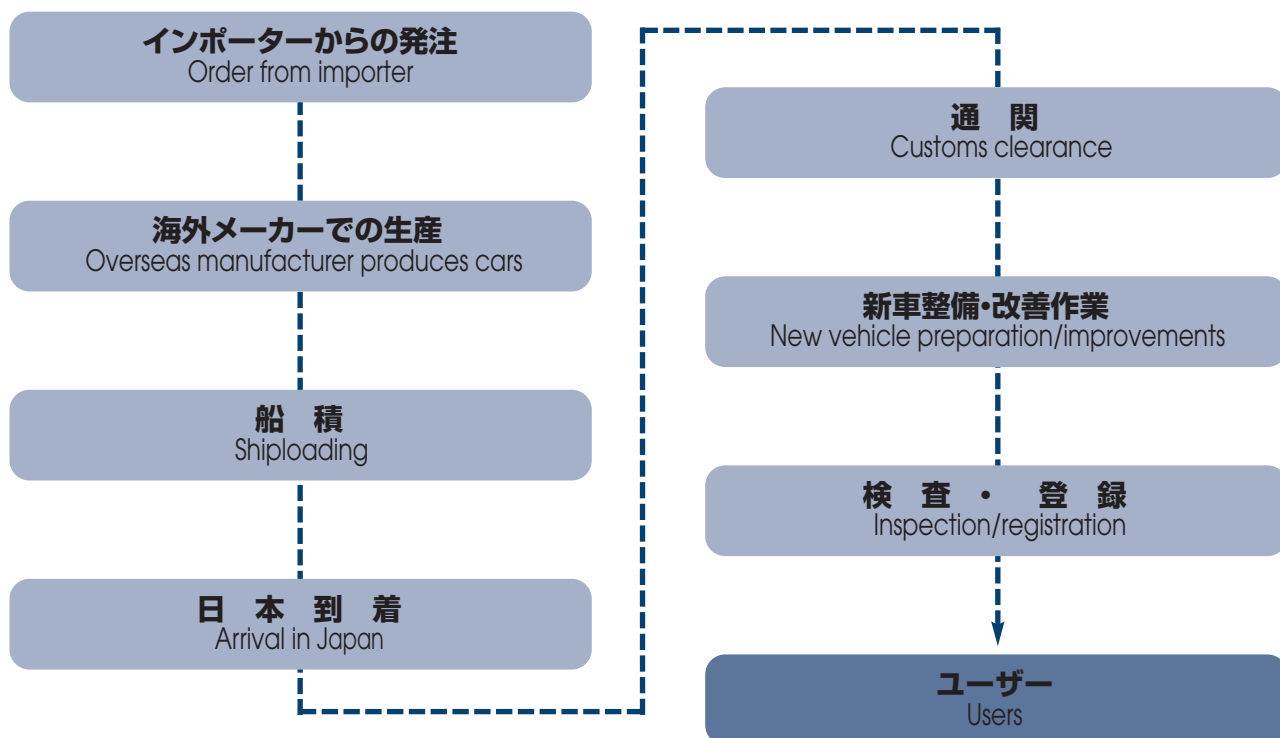 インポーターからの発注
Order from importer
海外メーカーでの生産
Overseas manufacturer produces cars
船　積
Shiploading
日　本　到　着
Arrival in Japan
通　関
Customs clearance
新車整備・改善作業
New vehicle preparation/improvements
検　査　・　登　録
Inspection/registration
ユーザー
Users